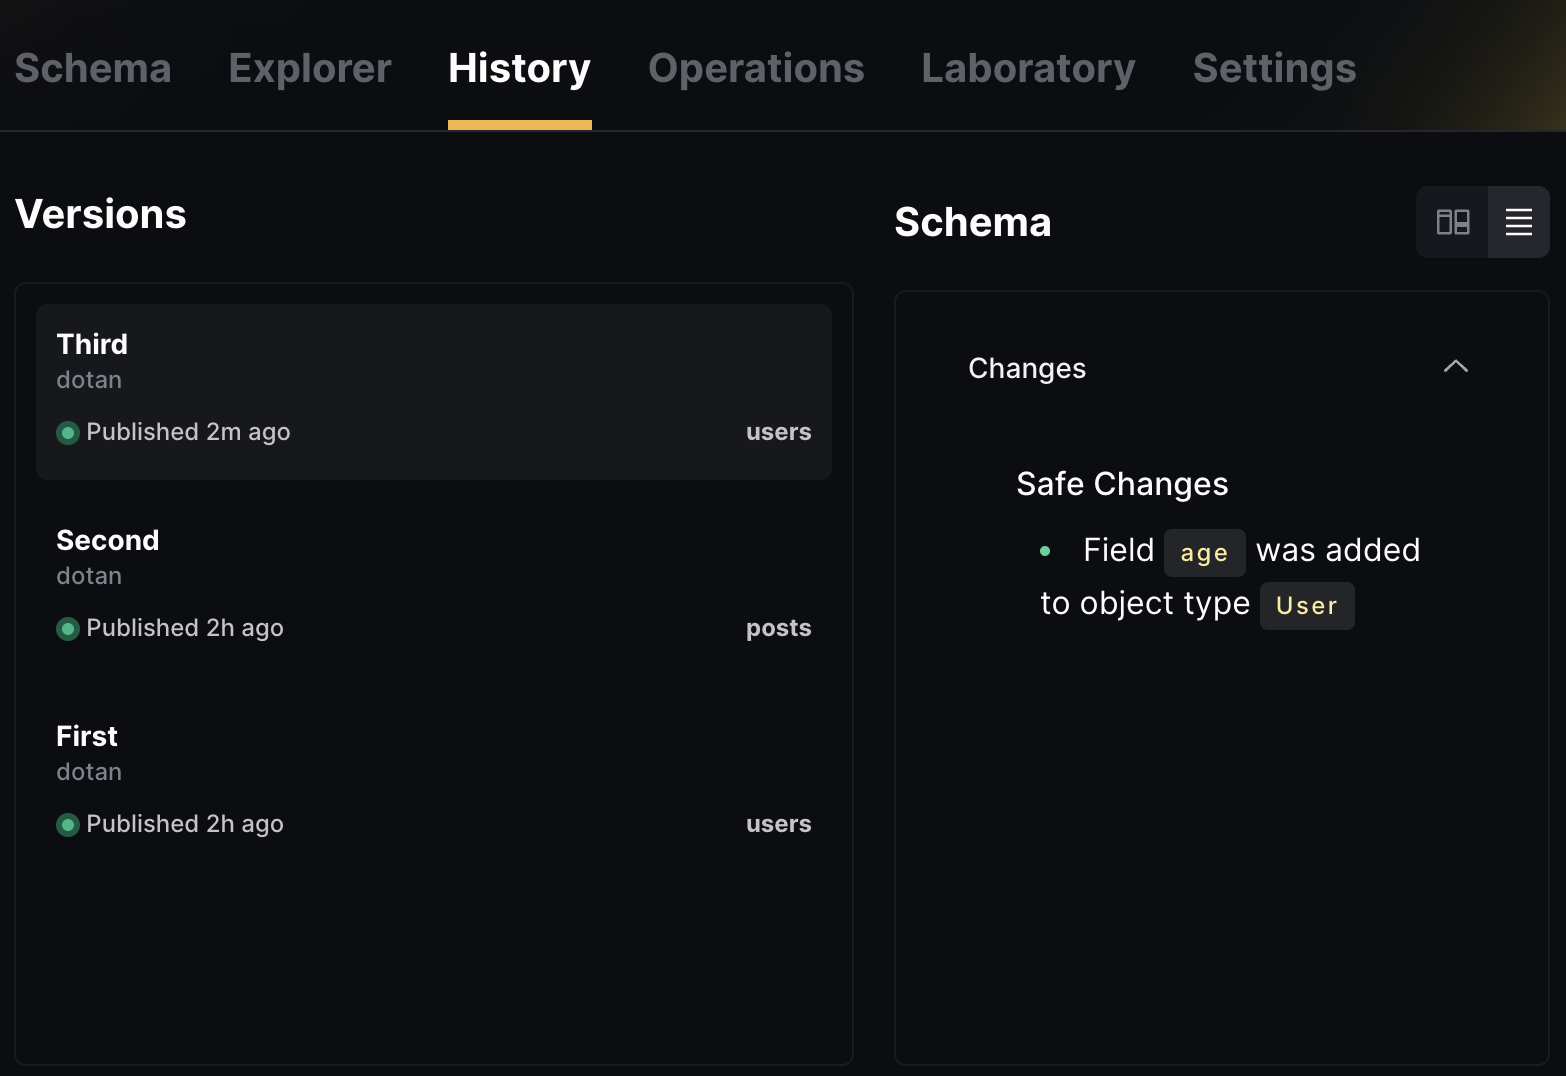 Schema Explorer History Operations Laboratory Settings
Versions
Third
dotan
Published 2m ago users
Second
dotan
Published 2h ago posts
First
dotan
Published 2h ago users
Schema
Changes
Safe Changes
Field age was added
to object type User